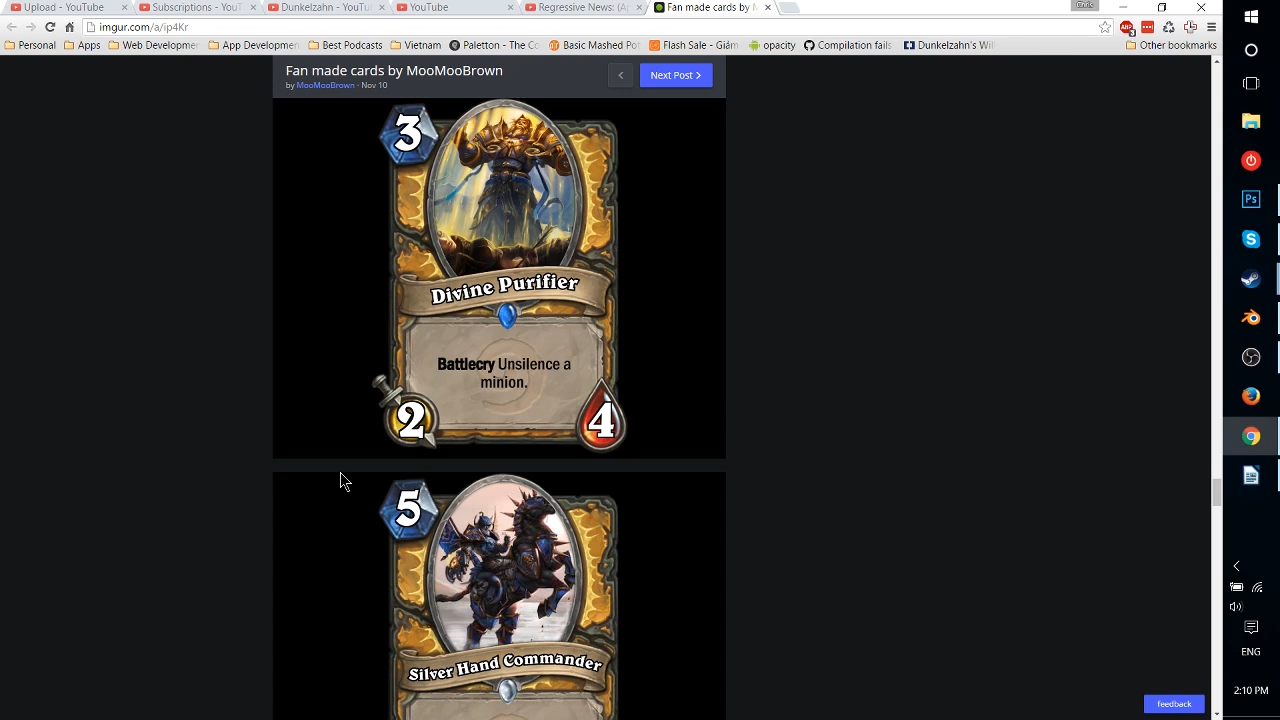 Upload - YouTube
Subscriptions - YouT
Dunkelzahn - YouTu
YouTube
Regressive News: (A
Fan made cards by M
imgur.com/a/ip4Kr
Personal
Apps
Web Developmen
App Developmen
Best Podcasts
Vietnam
Paletton - The Co
Basic Mashed Pot
Flash Sale - Giảm
opacity
Compilation fails
Dunkelzahn's Will
Other bookmarks
Fan made cards by MooMooBrown
by MooMooBrown · Nov 10
Next Post
3
Divine Purifier
Battlecry Unsilence a
minion.
2
4
5
Silver Hand Commander
Ps
ENG
2:10 PM
feedback